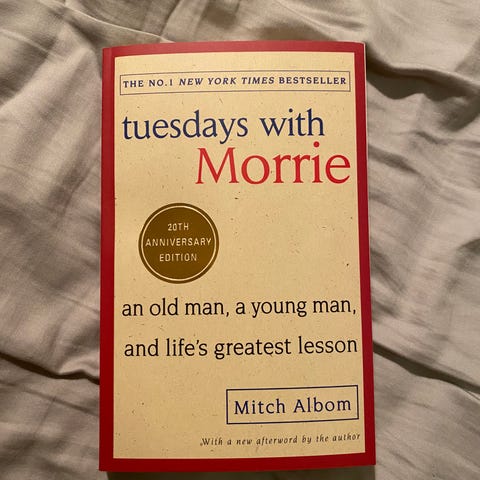 THE NO.1 NEW YORK TIMES BESTSELLER
tuesdays with
Morrie
20TH
ANNIVERSARY
EDITION
an old man, a young man,
and life's greatest lesson
Mitch Albom
With a new afterword by the author